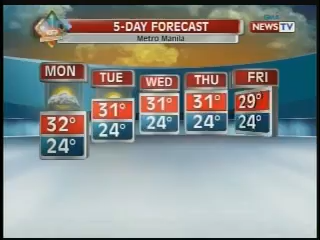 5-DAY FORECAST
Metro Manila
GMA
NEWS TV
MON
TUE
WED
THU
FRI
32° 31° 31° 31° 29°
24° 24° 24° 24° 24°